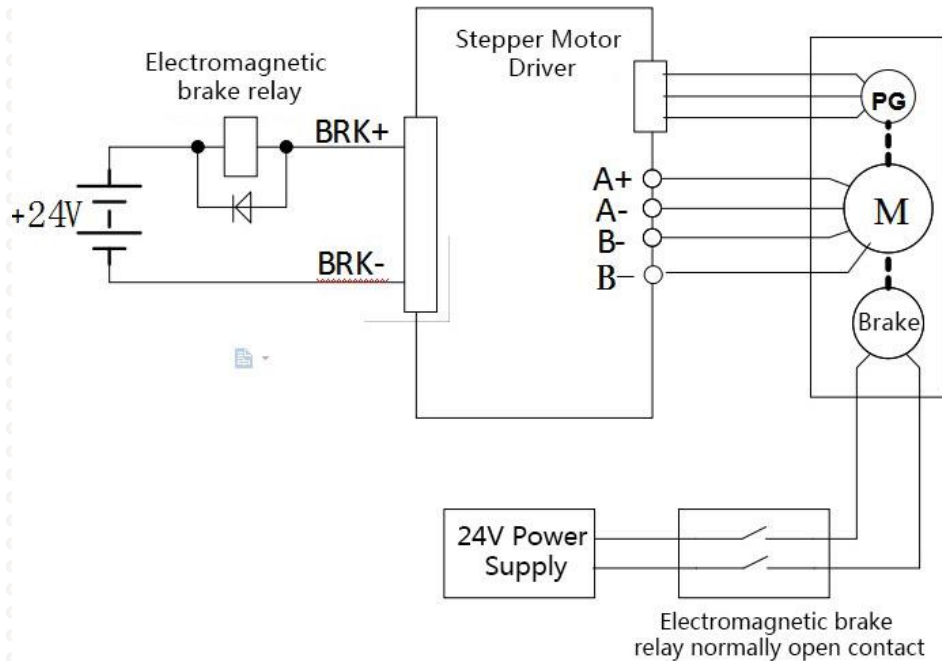 Stepper Motor
Driver
Electromagnetic
brake relay
BRK+
PG
+24V
A+
A-
M
B-
BRK-
B−
Brake
24V Power
Supply
Electromagnetic brake
relay normally open contact